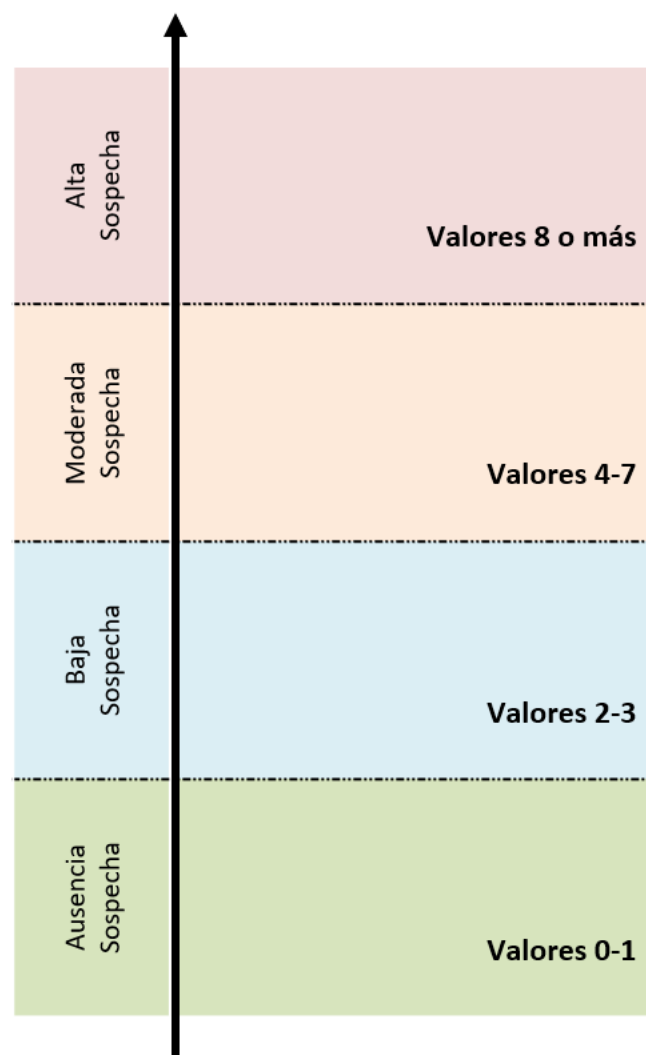 Alta
Sospecha
Valores 8 o más
Moderada
Sospecha
Valores 4-7
Baja
Sospecha
Valores 2-3
Ausencia
Sospecha
Valores 0-1